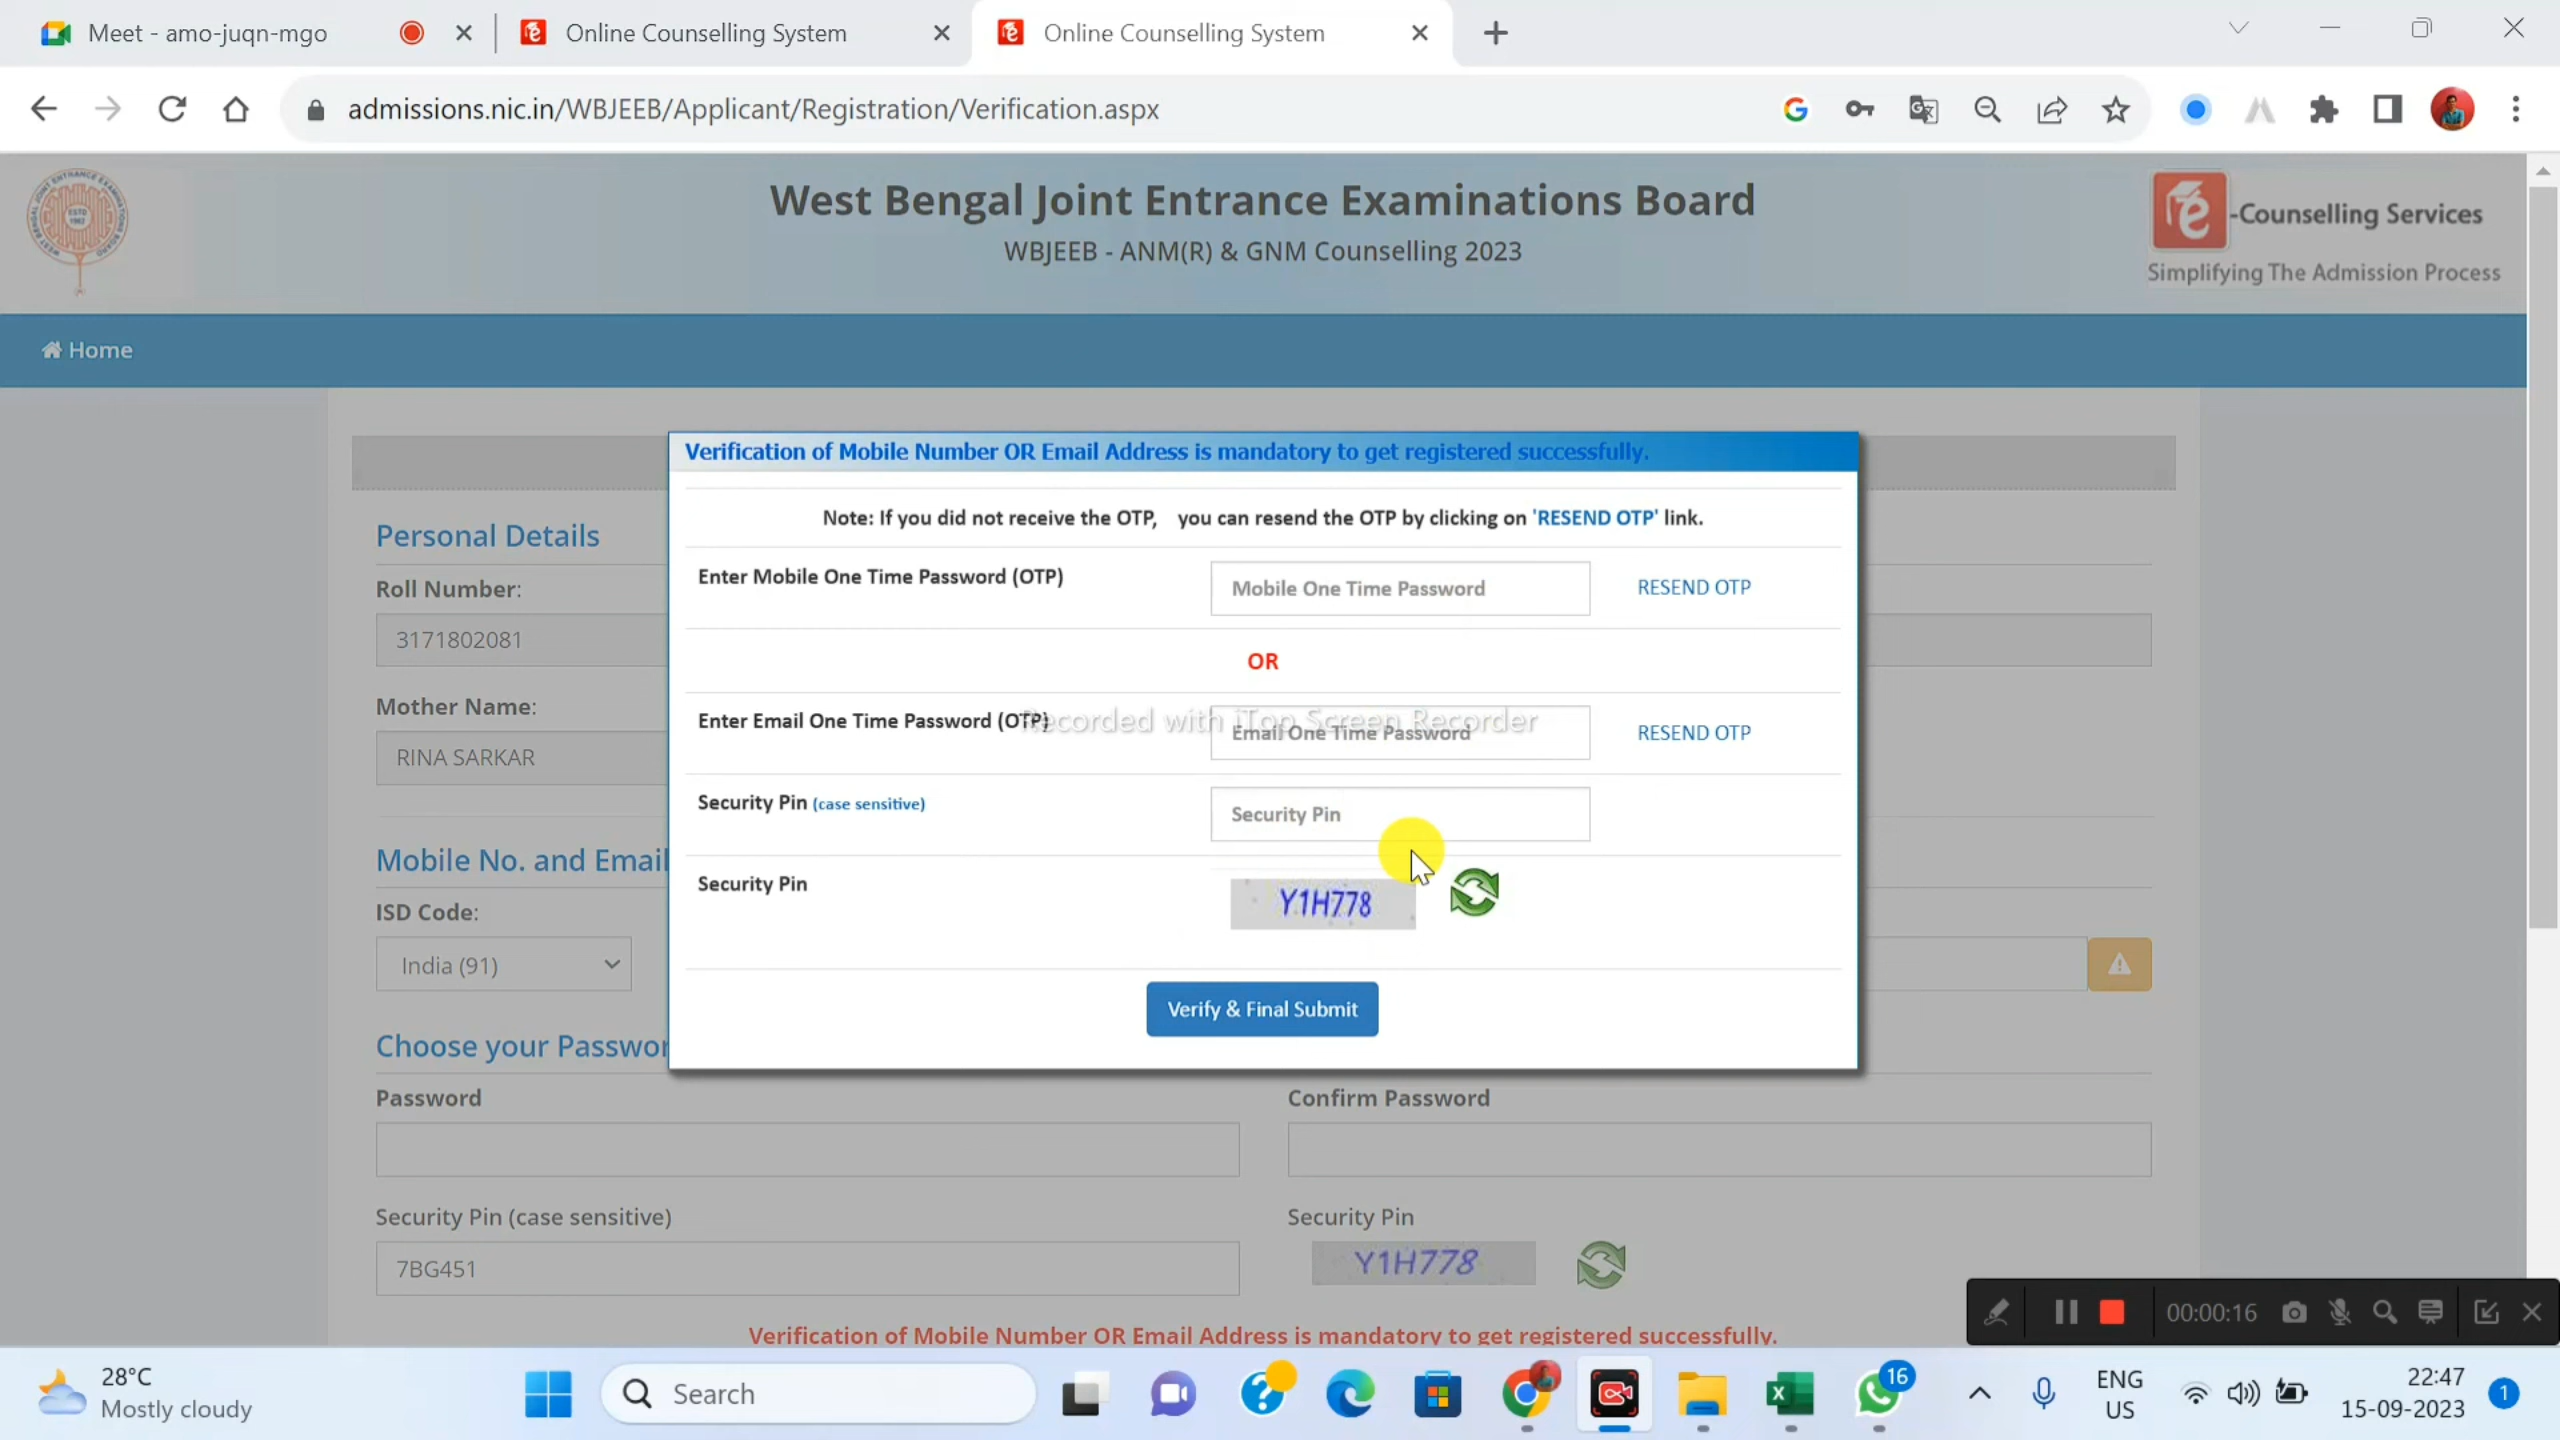 Meet - amo-juqn-mgo
Online Counselling System
Online Counselling System
admissions.nic.in/WBJEEB/Applicant/Registration/Verification.aspx
West Bengal Joint Entrance Examinations Board
WBJEEB - ANM(R) & GNM Counselling 2023
-Counselling Services
Simplifying The Admission Process
Home
Verification of Mobile Number OR Email Address is mandatory to get registered successfully.
Note: If you did not receive the OTP, you can resend the OTP by clicking on 'RESEND OTP' link.
Personal Details
Enter Mobile One Time Password (OTP)
Mobile One Time Password
RESEND OTP
Roll Number:
3171802081
OR
Mother Name:
Enter Email One Time Password (OTP)
Email One Time Password
RESEND OTP
Recorded with iTop Screen Recorder
RINA SARKAR
Security Pin (case sensitive)
Security Pin
Mobile No. and Email
Security Pin
Y1H778
ISD Code:
India (91)
Verify & Final Submit
Choose your Passwor
Password
Confirm Password
Security Pin (case sensitive)
Security Pin
7BG451
Y1H778
00:00:16
Verification of Mobile Number OR Email Address is mandatory to get registered successfully.
28°C
Mostly cloudy
Search
16
ENG
US
22:47
15-09-2023
1